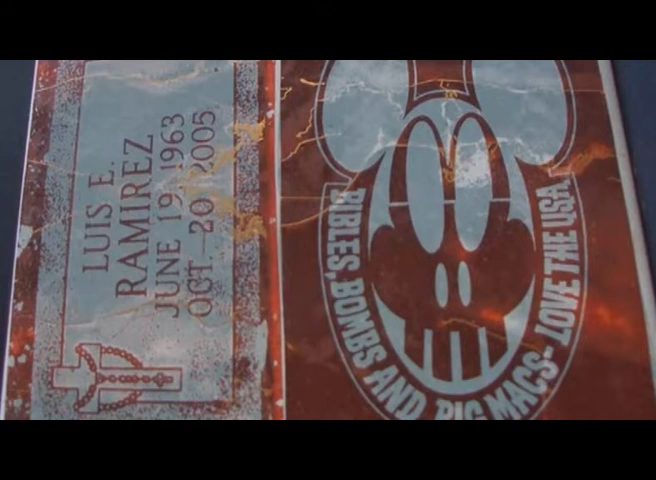 LUIS E.
RAMIREZ
JUNE 19 1963
OCT. 20 2005
BIBLES, BOMBS AND BIG MACS- LOVE THE USA